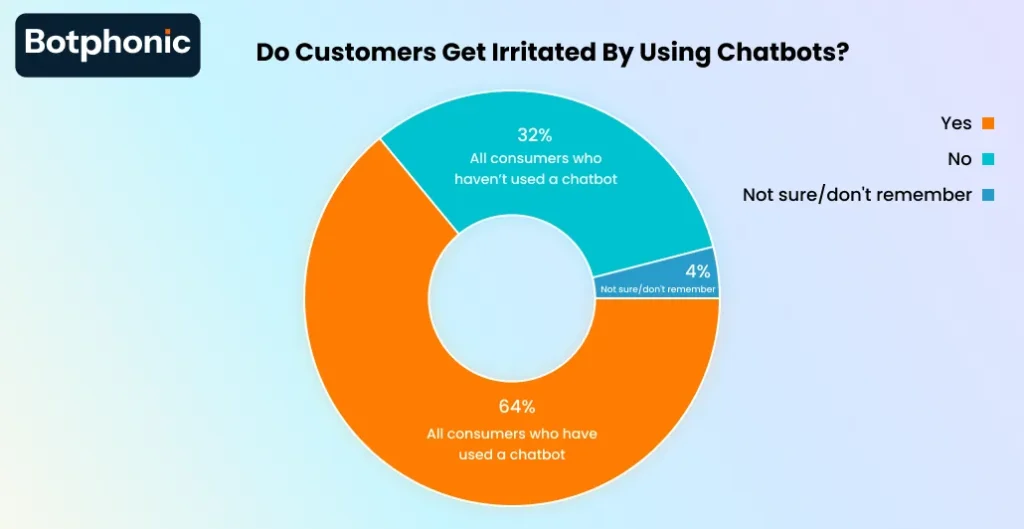 Botphonic
Do Customers Get Irritated By Using Chatbots?
Yes
No
Not sure/don't remember
32%
All consumers who
haven't used a chatbot
4%
Not sure/don't remember
64%
All consumers who have
used a chatbot